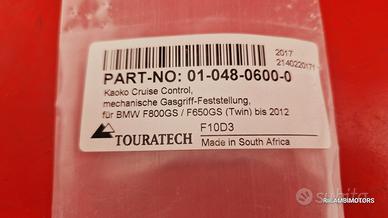 2017
2140220171
PART-NO: 01-048-0600-0
Kaoko Cruise Control,
mechanische Gasgriff-Feststellung,
für BMW F800GS / F650GS (Twin) bis 2012
TOURATECH
F10D3
Made in South Africa
subito
RICAMBIMOTORS